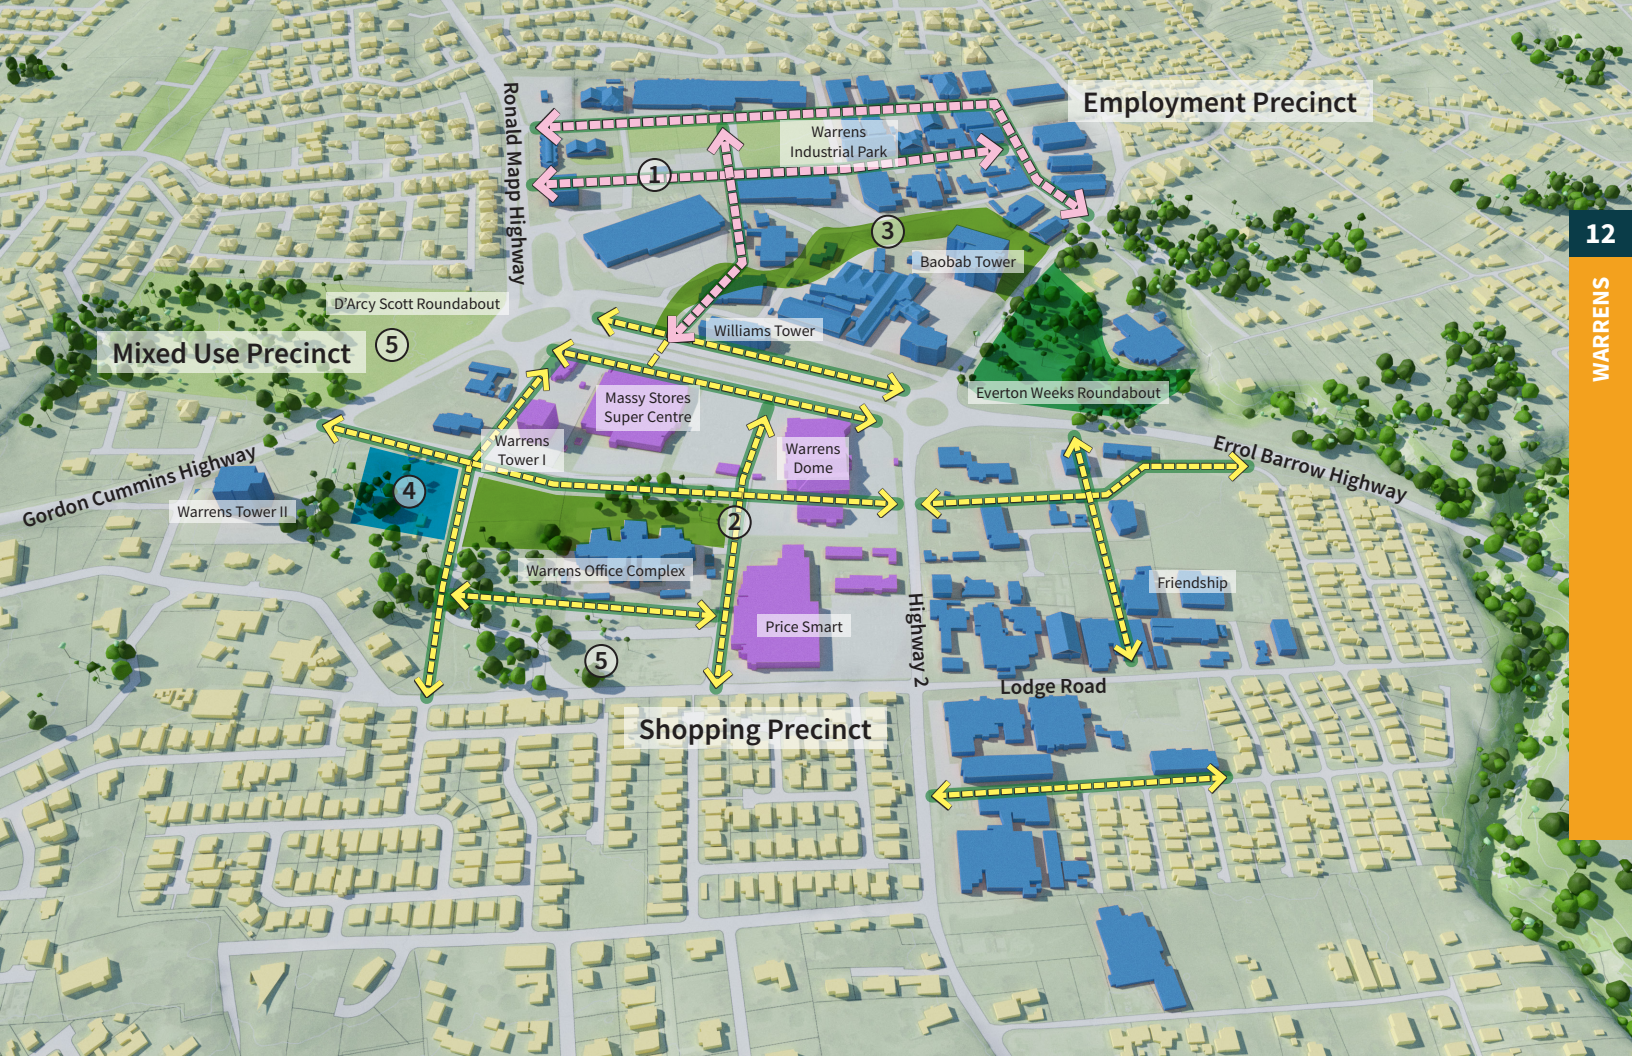 Employment Precinct
Ronald Mapp Highway
Warrens
Industrial Park
1
3
12
WARRENS
Baobab Tower
D'Arcy Scott Roundabout
Williams Tower
Mixed Use Precinct
5
Massy Stores
Super Centre
Everton Weeks Roundabout
Warrens
Tower I
Warrens
Dome
Errol Barrow Highway
Gordon Cummins Highway
4
Warrens Tower II
2
Warrens Office Complex
Friendship
Price Smart
Highway 2
5
Lodge Road
Shopping Precinct